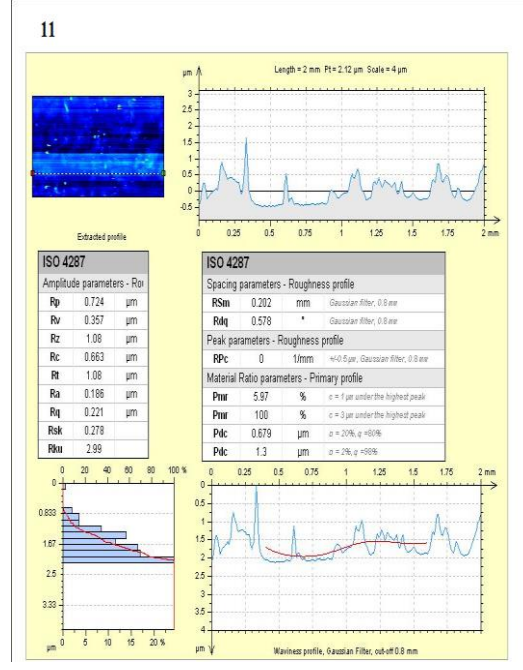 11
Length = 2 mm Pt = 2.12 µm Scale = 4 µm
µm
3
2.5
2
1.5
1
0.5
0
-0.5
0 0.25 0.5 0.75 1 1.25 1.5 1.75 2 mm
Extracted profile
ISO 4287
Amplitude parameters - Rou
Rp 0.724 µm
Rv 0.357 µm
Rz 1.08 µm
Rc 0.663 µm
Rt 1.08 µm
Ra 0.186 µm
Rq 0.221 µm
Rsk 0.278
Rku 2.99
ISO 4287
Spacing parameters - Roughness profile
RSm 0.202 mm Gaussian filter, 0.8 mm
Rdq 0.578 ° Gaussian filter, 0.8 mm
Peak parameters - Roughness profile
RPc 0 1/mm +/-0.5 µm, Gaussian filter, 0.8 mm
Material Ratio parameters - Primary profile
Pmr 5.97 % c = 1 µm under the highest peak
Pmr 100 % c = 3 µm under the highest peak
Pdc 0.679 µm p = 20%, q =80%
Pdc 1.3 µm p = 2%, q =98%
0 20 40 60 80 100 %
0
0.833
1.67
2.5
3.33
µm
0 5 10 15 20 %
0 0.25 0.5 0.75 1 1.25 1.5 1.75 2 mm
0
0.5
1
1.5
2
2.5
3
3.5
4
µm
Waviness profile, Gaussian Filter, cut-off 0.8 mm